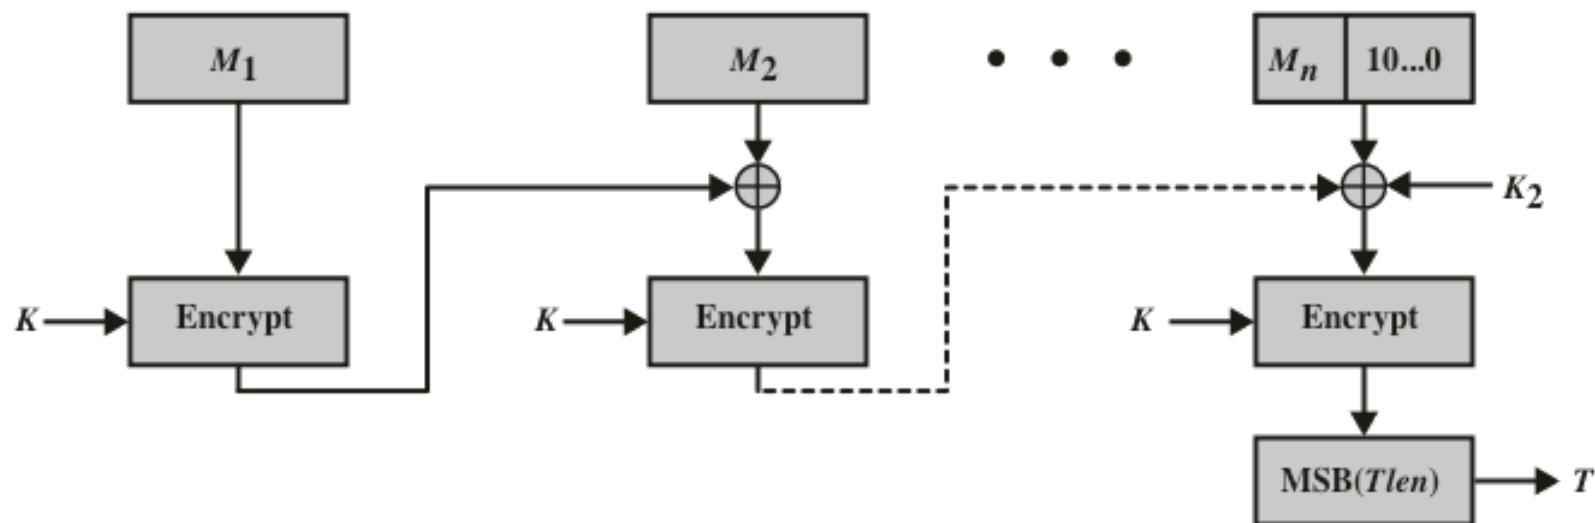 M1 M2 • • • Mn 10...0
K2
K Encrypt K Encrypt K Encrypt
MSB(Tlen) T